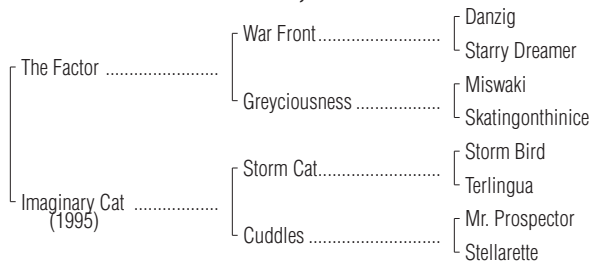 Danzig
War Front
Starry Dreamer
The Factor
Miswaki
Greyciousness
Skatingonthinice
Storm Bird
Storm Cat
Terlingua
Imaginary Cat
(1995)
Mr. Prospector
Cuddles
Stellarette